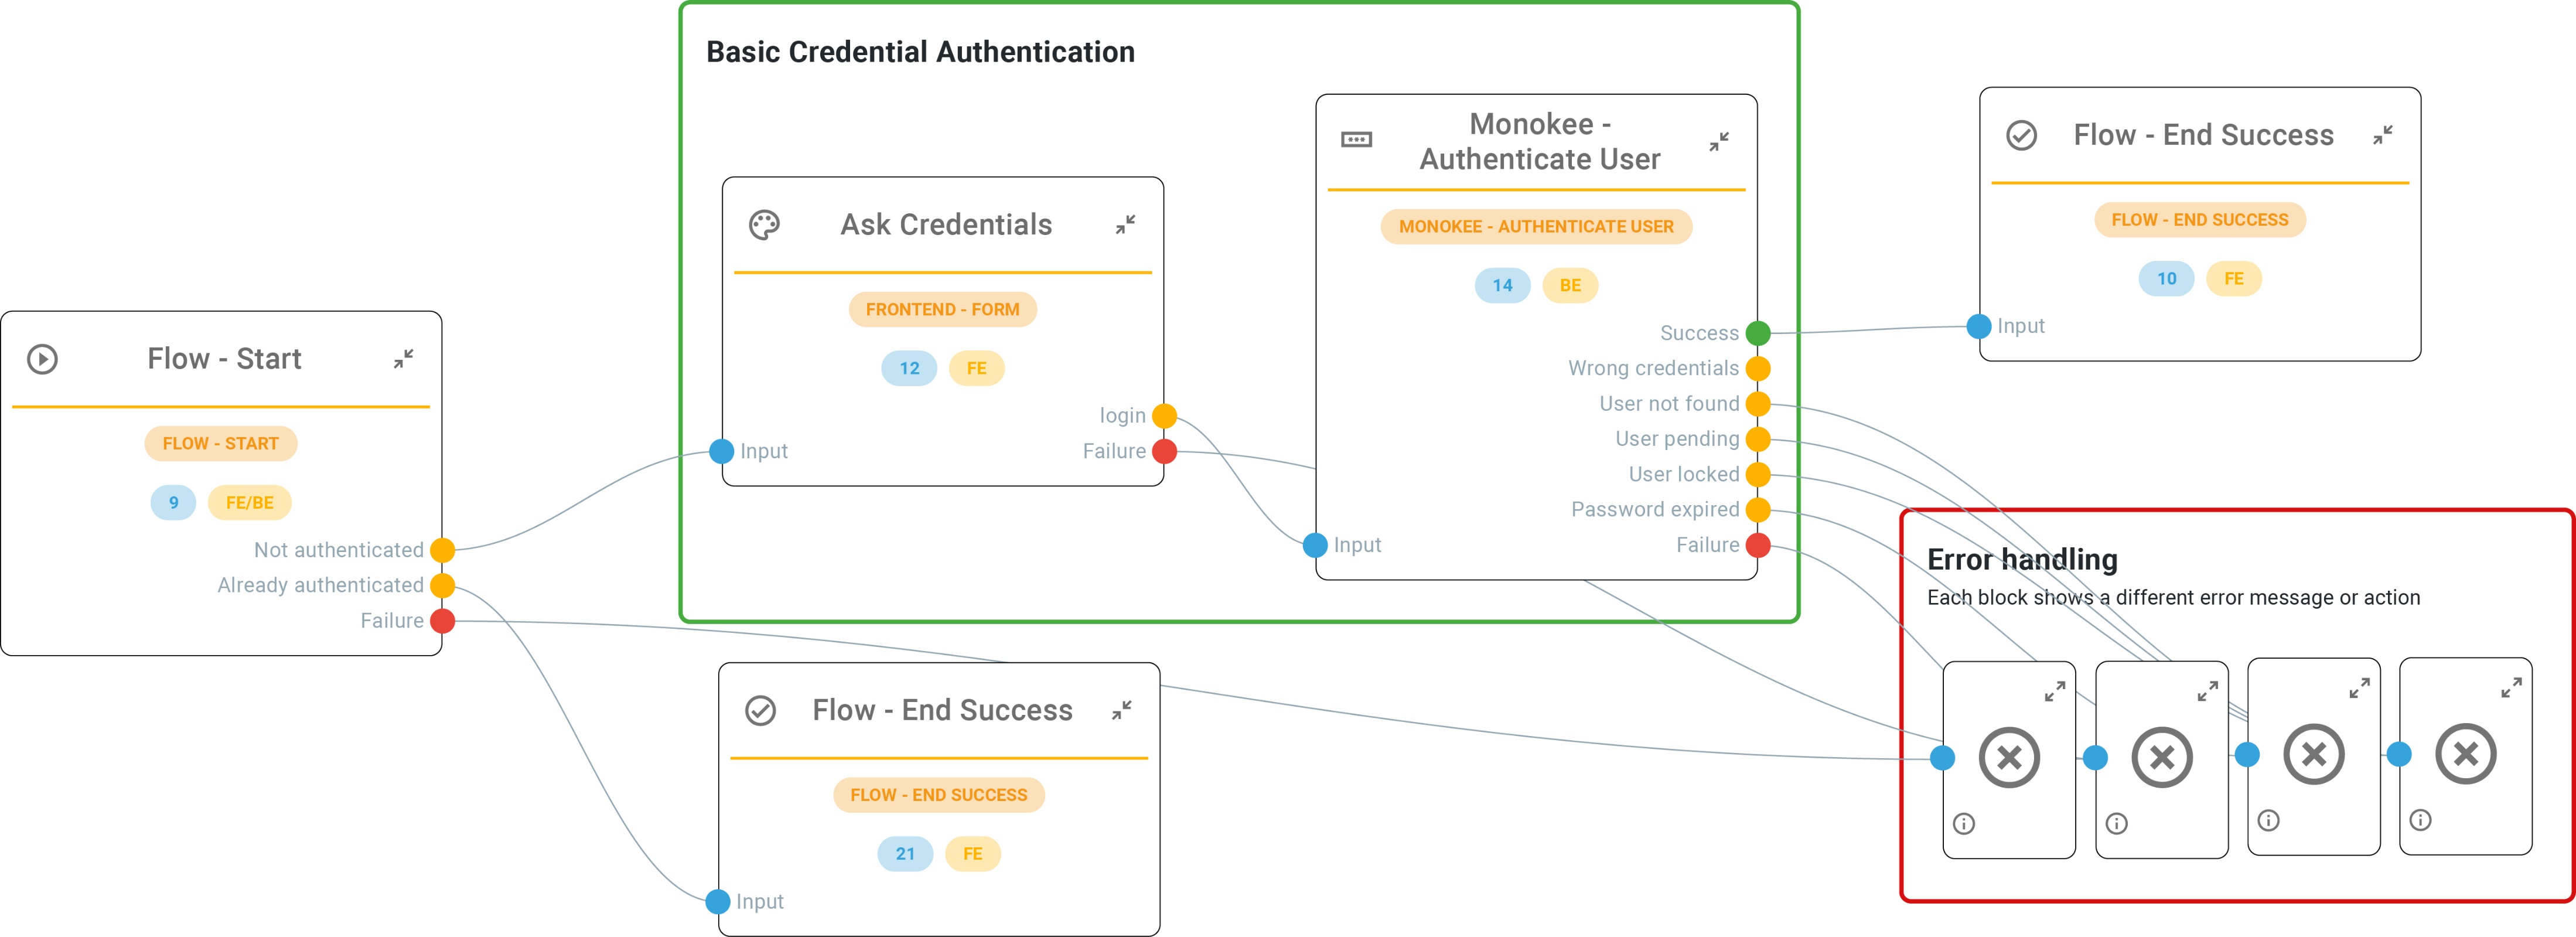 Basic Credential Authentication
Flow - Start
FLOW - START
9 FE/BE
Not authenticated
Already authenticated
Failure
Ask Credentials
FRONTEND - FORM
12 FE
login
Input
Failure
Monokee -
Authenticate User
MONOKEE - AUTHENTICATE USER
14 BE
Success
Wrong credentials
User not found
User pending
User locked
Password expired
Input
Failure
Flow - End Success
FLOW - END SUCCESS
10 FE
Input
Flow - End Success
FLOW - END SUCCESS
21 FE
Input
Error handling
Each block shows a different error message or action